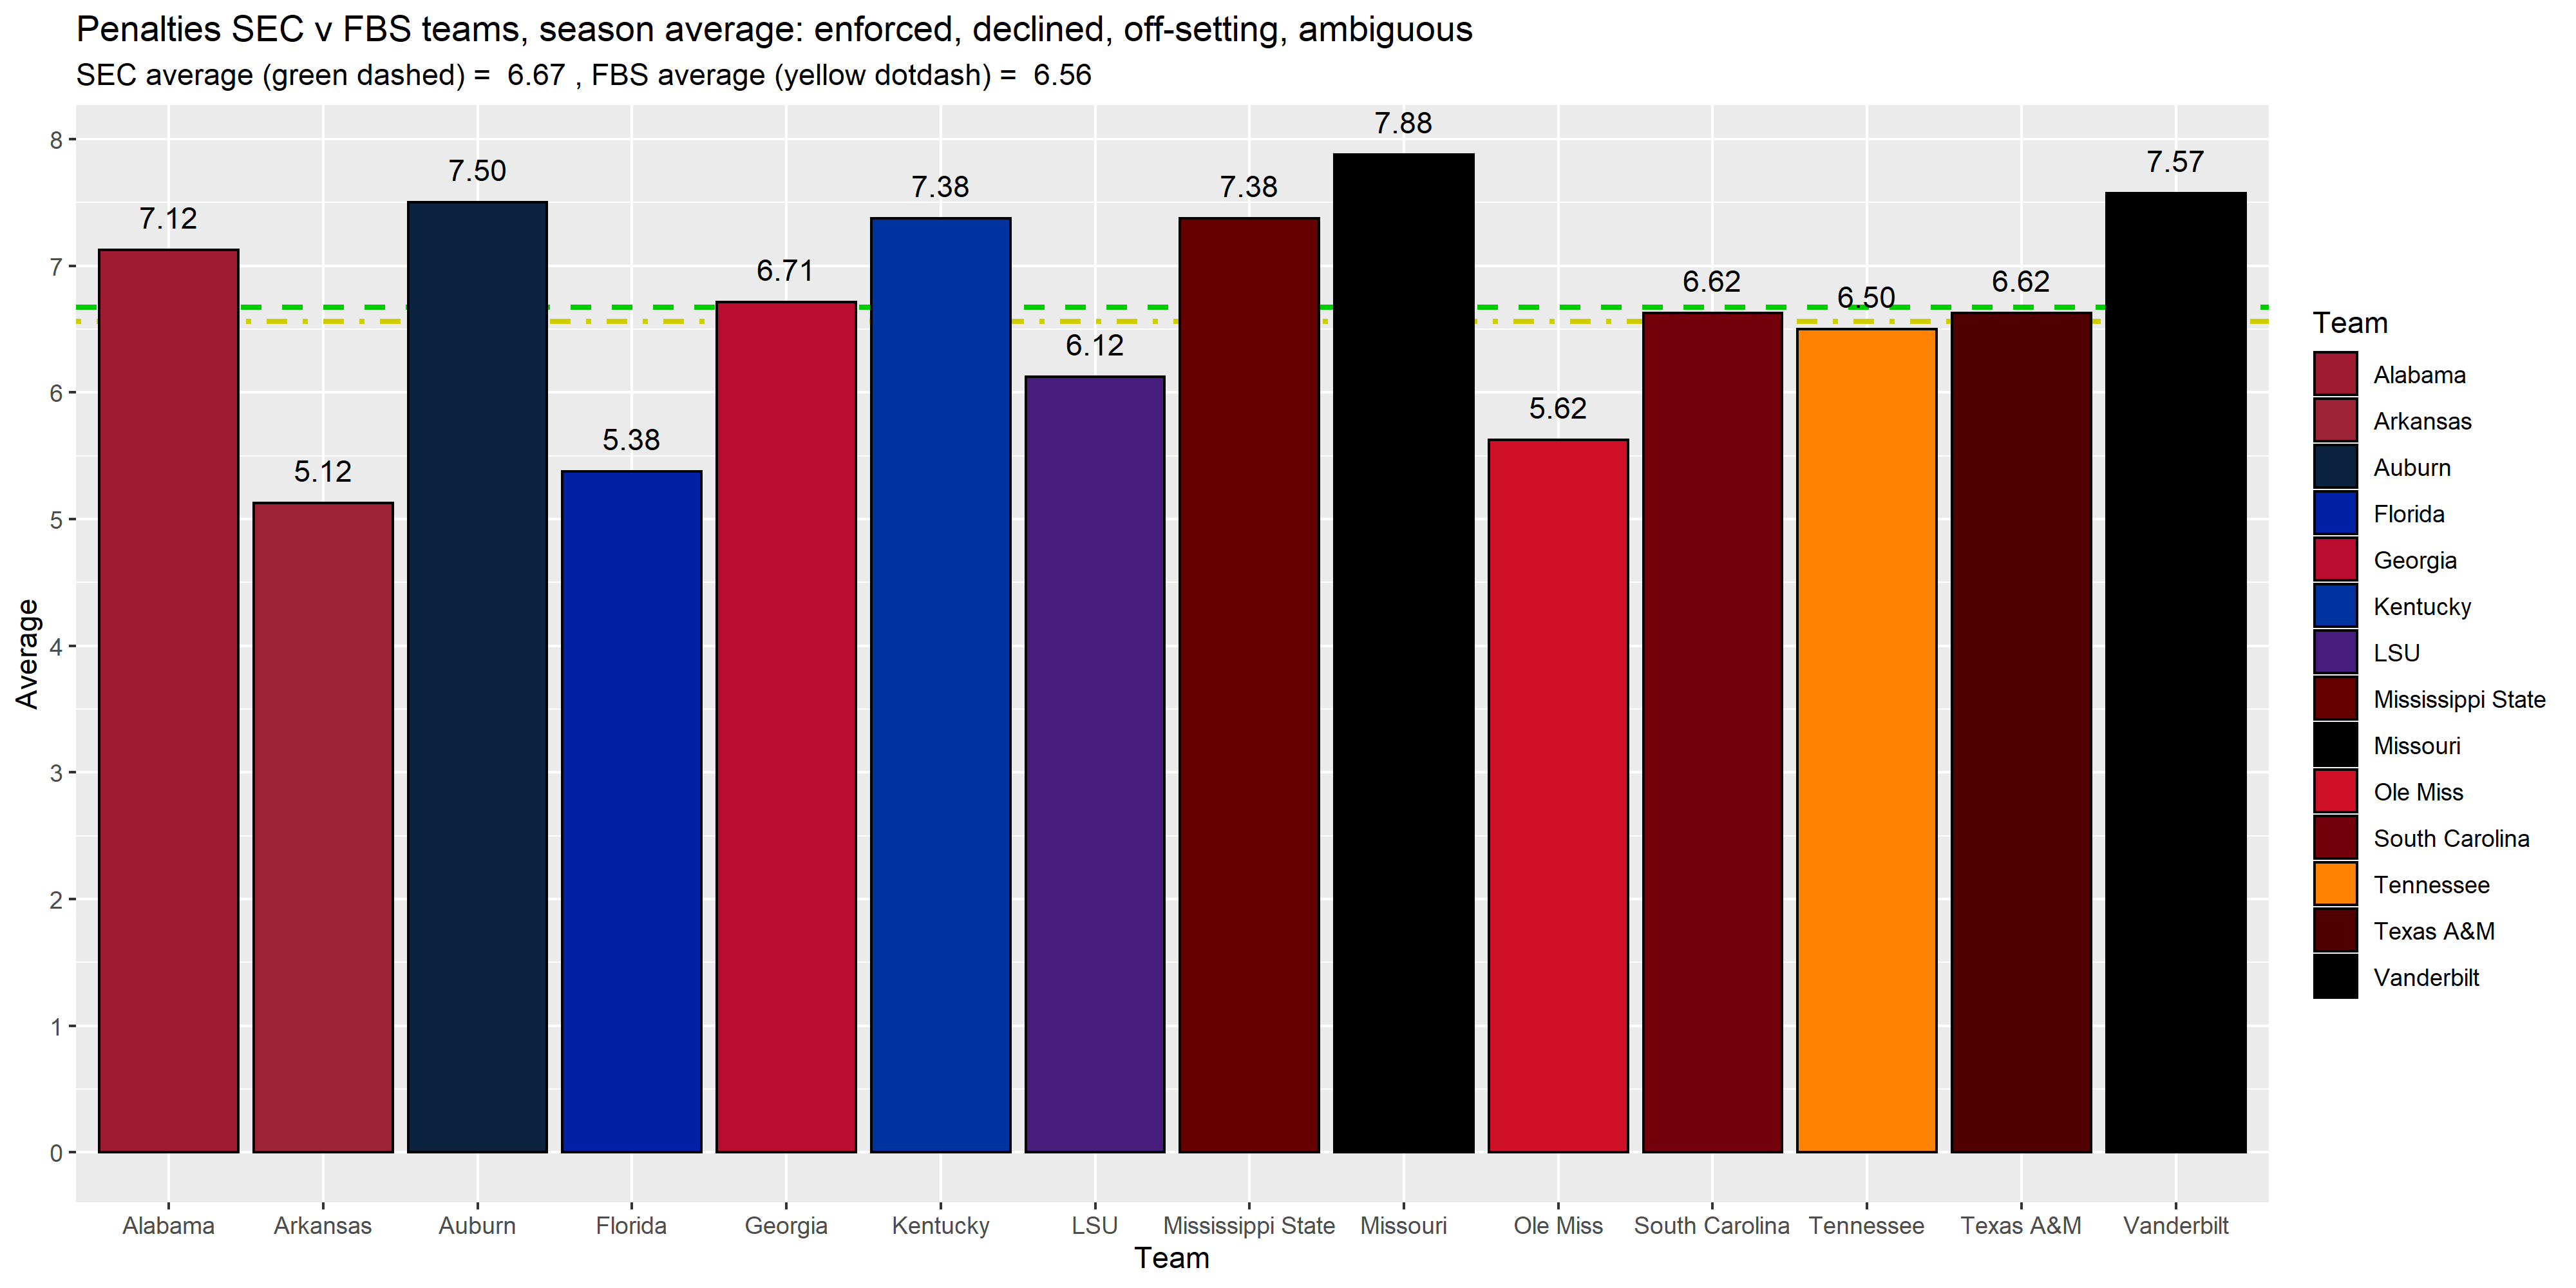 Penalties SEC v FBS teams, season average: enforced, declined, off-setting, ambiguous
SEC average (green dashed) =  6.67 , FBS average (yellow dotdash) =  6.56
Average
8
7
6
5
4
3
2
1
0
7.12
5.12
7.50
5.38
6.71
7.38
6.12
7.38
7.88
5.62
6.62
6.50
6.62
7.57
Alabama
Arkansas
Auburn
Florida
Georgia
Kentucky
LSU
Mississippi State
Missouri
Ole Miss
South Carolina
Tennessee
Texas A&M
Vanderbilt
Team
Team
Alabama
Arkansas
Auburn
Florida
Georgia
Kentucky
LSU
Mississippi State
Missouri
Ole Miss
South Carolina
Tennessee
Texas A&M
Vanderbilt